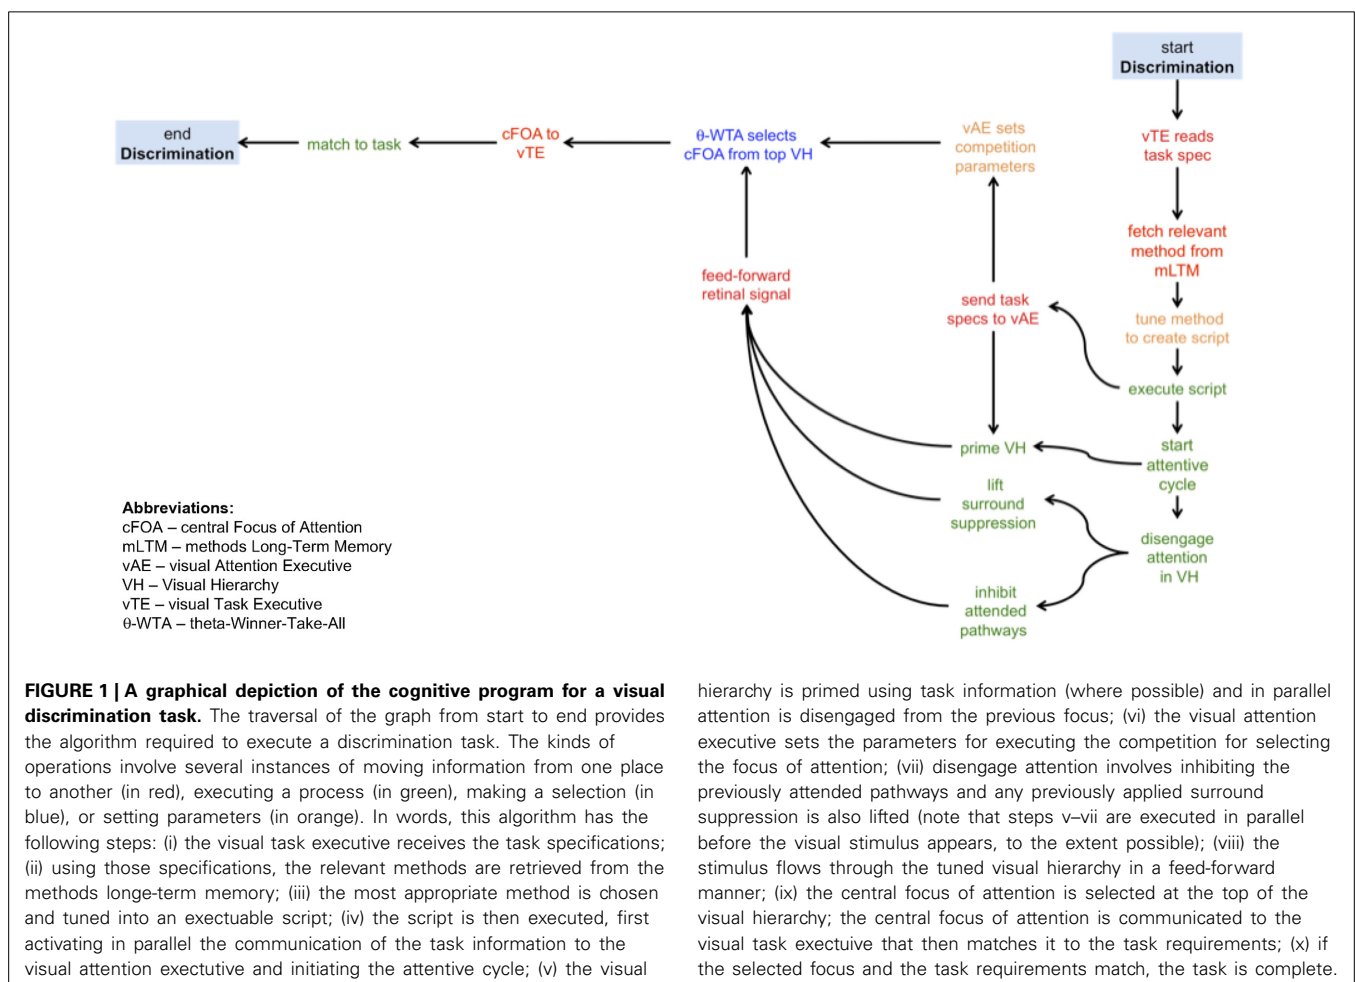 start
Discrimination
vTE reads
task spec
fetch relevant
method from
mLTM
tune method
to create script
execute script
start
attentive
cycle
disengage
attention
in VH
vAE sets
competition
parameters
send task
specs to vAE
prime VH
lift
surround
suppression
inhibit
attended
pathways
θ-WTA selects
cFOA from top VH
feed-forward
retinal signal
cFOA to
vTE
match to task
end
Discrimination
Abbreviations:
cFOA – central Focus of Attention
mLTM – methods Long-Term Memory
vAE – visual Attention Executive
VH – Visual Hierarchy
vTE – visual Task Executive
θ-WTA – theta-Winner-Take-All
FIGURE 1 | A graphical depiction of the cognitive program for a visual
discrimination task. The traversal of the graph from start to end provides
the algorithm required to execute a discrimination task. The kinds of
operations involve several instances of moving information from one place
to another (in red), executing a process (in green), making a selection (in
blue), or setting parameters (in orange). In words, this algorithm has the
following steps: (i) the visual task executive receives the task specifications;
(ii) using those specifications, the relevant methods are retrieved from the
methods longe-term memory; (iii) the most appropriate method is chosen
and tuned into an exectuable script; (iv) the script is then executed, first
activating in parallel the communication of the task information to the
visual attention exectutive and initiating the attentive cycle; (v) the visual
hierarchy is primed using task information (where possible) and in parallel
attention is disengaged from the previous focus; (vi) the visual attention
executive sets the parameters for executing the competition for selecting
the focus of attention; (vii) disengage attention involves inhibiting the
previously attended pathways and any previously applied surround
suppression is also lifted (note that steps v–vii are executed in parallel
before the visual stimulus appears, to the extent possible); (viii) the
stimulus flows through the tuned visual hierarchy in a feed-forward
manner; (ix) the central focus of attention is selected at the top of the
visual hierarchy; the central focus of attention is communicated to the
visual task exectuive that then matches it to the task requirements; (x) if
the selected focus and the task requirements match, the task is complete.